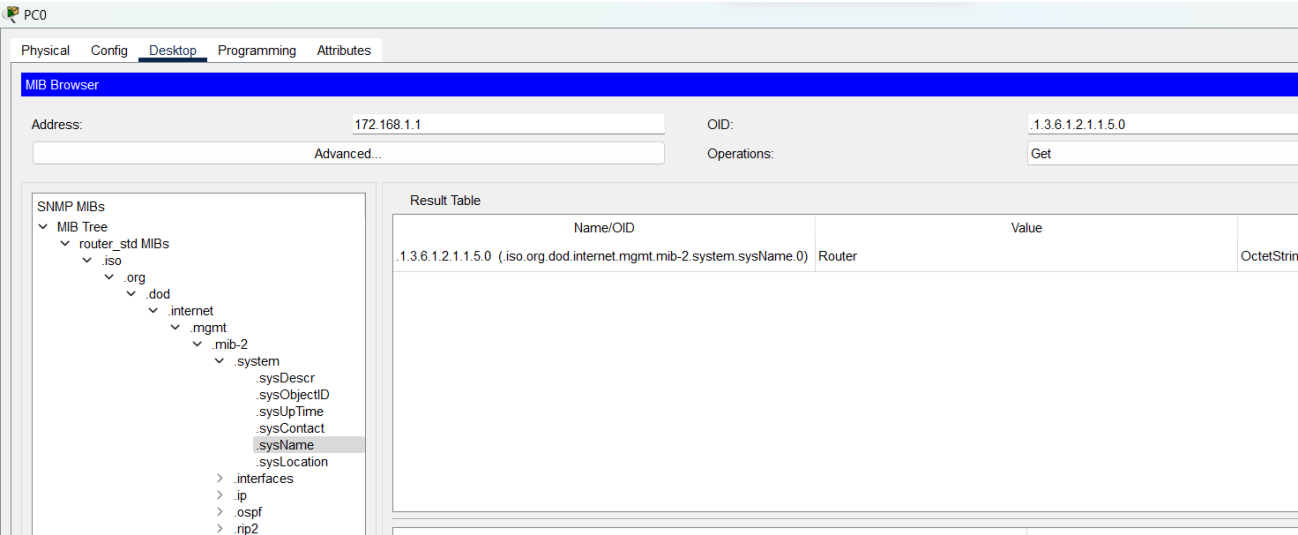 PC0
Physical Config Desktop Programming Attributes
MIB Browser
Address: 172.168.1.1 OID: .1.3.6.1.2.1.1.5.0
Advanced... Operations: Get
SNMP MIBs
MIB Tree
router_std MIBs
.iso
.org
.dod
.internet
.mgmt
.mib-2
.system
.sysDescr
.sysObjectID
.sysUpTime
.sysContact
.sysName
.sysLocation
.interfaces
.ip
.ospf
.rip2
Result Table
Name/OID Value
.1.3.6.1.2.1.1.5.0 (.iso.org.dod.internet.mgmt.mib-2.system.sysName.0) Router OctetStrin